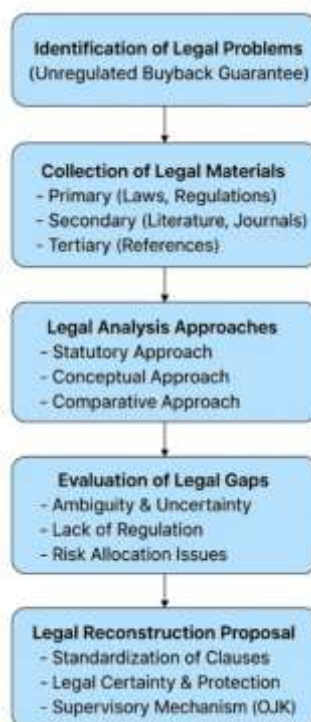 Identification of Legal Problems
(Unregulated Buyback Guarantee)
Collection of Legal Materials
- Primary (Laws, Regulations)
- Secondary (Literature, Journals)
- Tertiary (References)
Legal Analysis Approaches
- Statutory Approach
- Conceptual Approach
- Comparative Approach
Evaluation of Legal Gaps
- Ambiguity & Uncertainty
- Lack of Regulation
- Risk Allocation Issues
Legal Reconstruction Proposal
- Standardization of Clauses
- Legal Certainty & Protection
- Supervisory Mechanism (OJK)